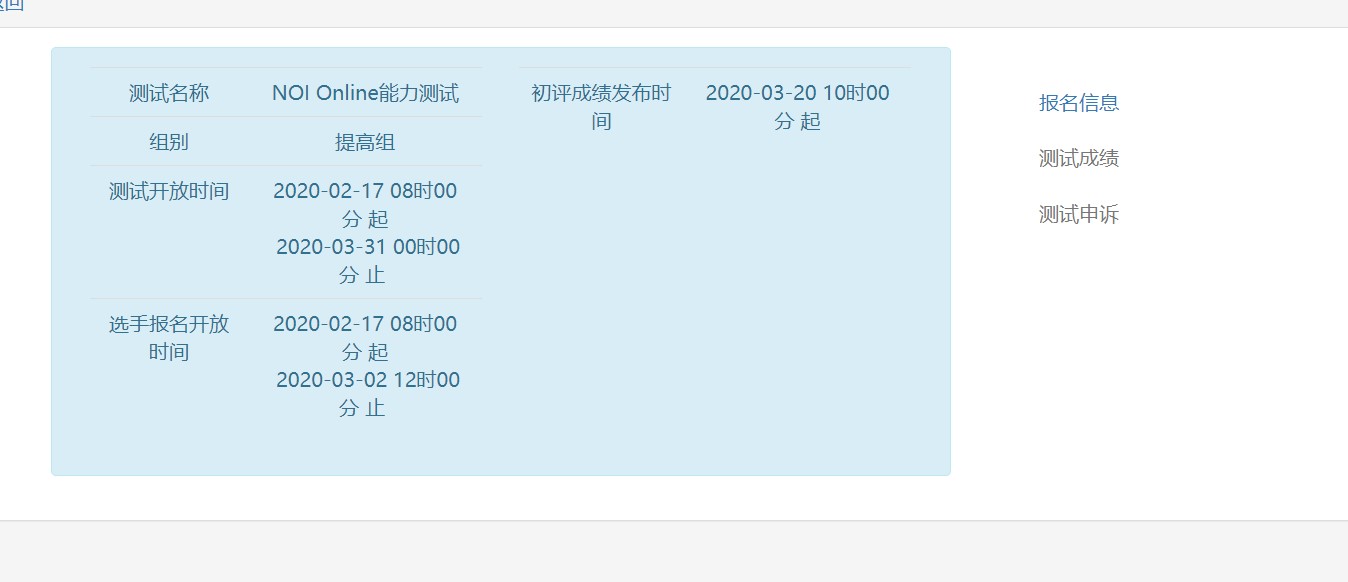 返回
测试名称 NOI Online能力测试
组别 提高组
测试开放时间 2020-02-17 08时00
分 起
2020-03-31 00时00
分 止
选手报名开放 2020-02-17 08时00
时间 分 起
2020-03-02 12时00
分 止
初评成绩发布时 2020-03-20 10时00
间 分 起
报名信息
测试成绩
测试申诉